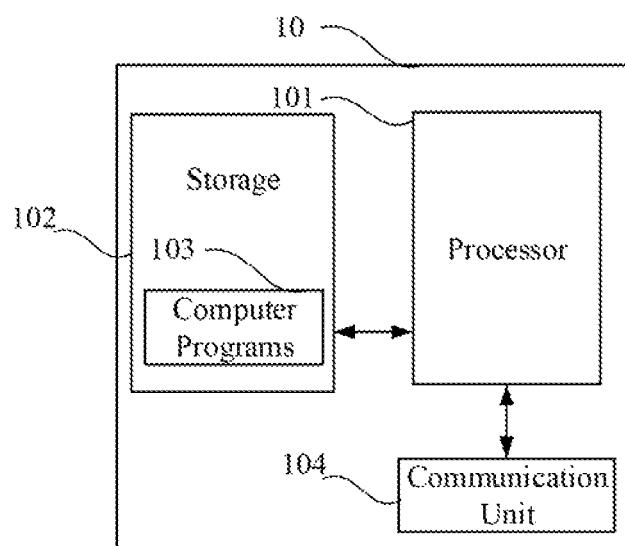 10
101
Storage
102
Processor
103
Computer
Programs
104
Communication
Unit